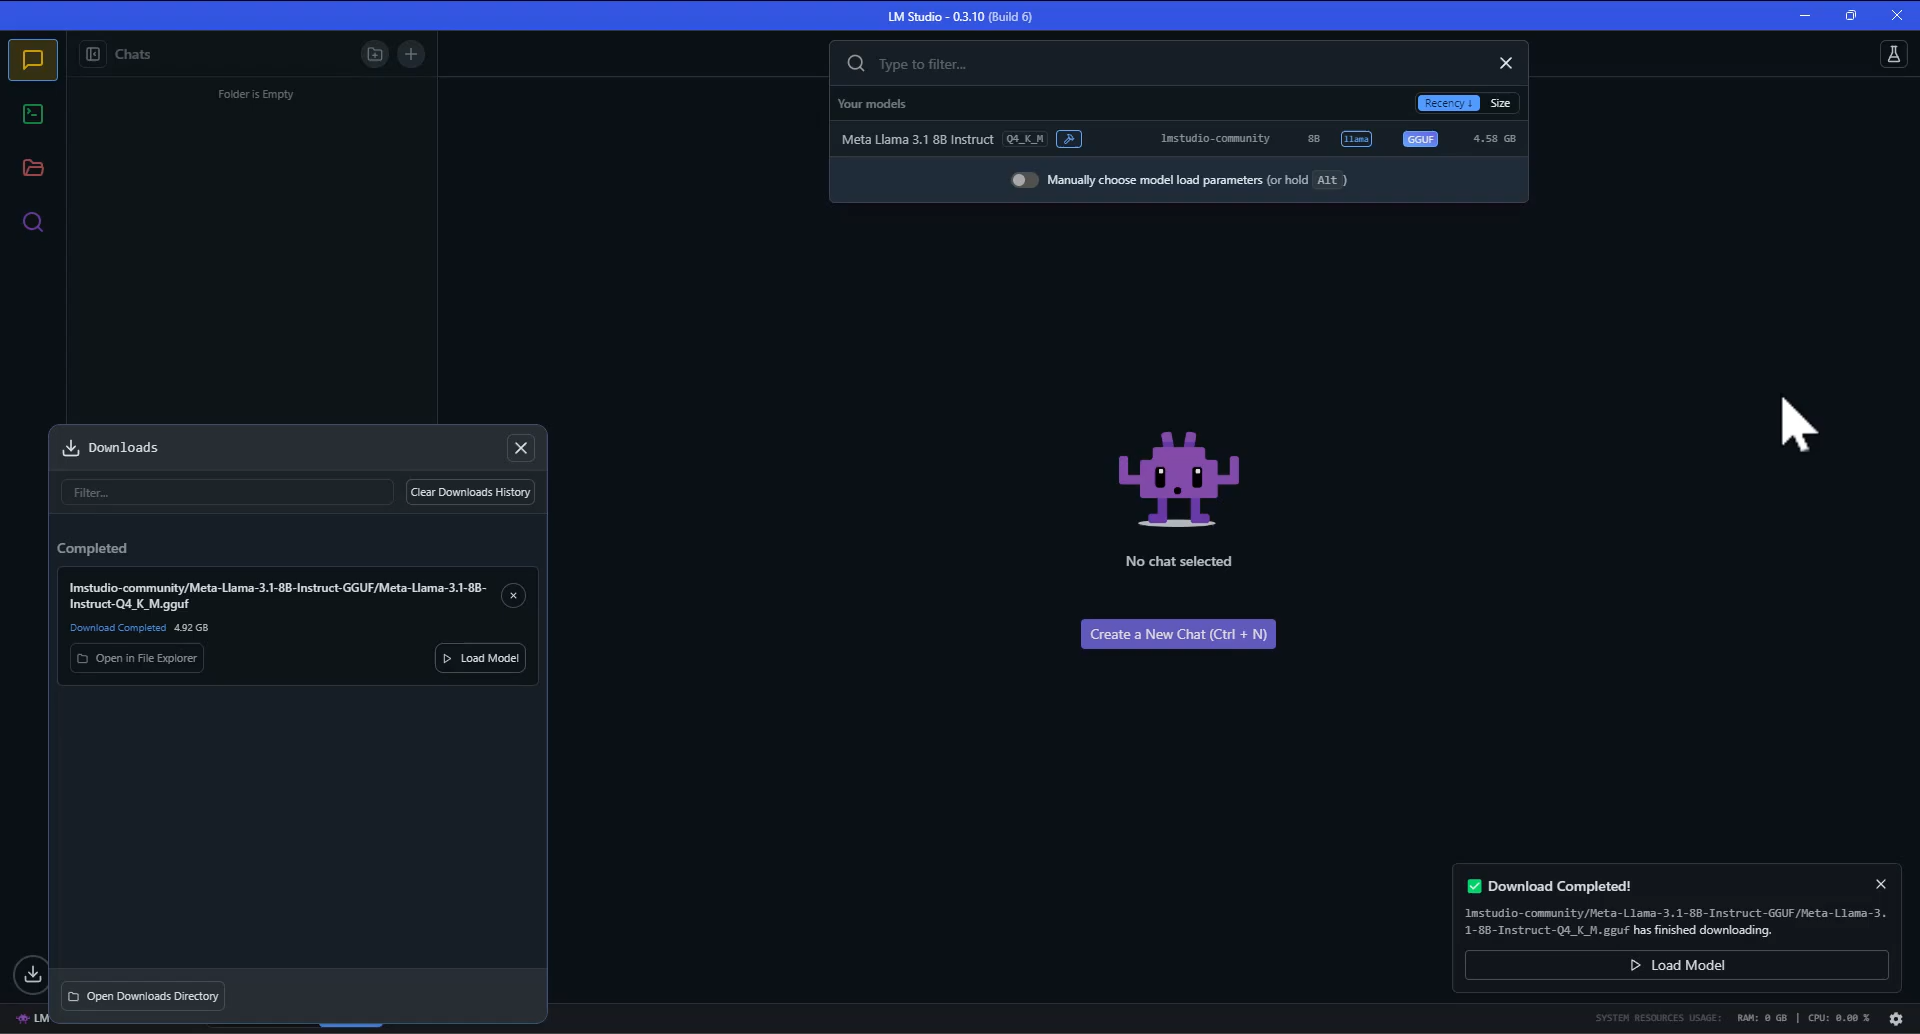 LM Studio - 0.3.10 (Build 6)
Chats
Folder is Empty
Type to filter...
Your models
Recency ↓ Size
Meta Llama 3.1 8B Instruct Q4_K_M lmstudio-community 8B llama GGUF 4.58 GB
Manually choose model load parameters (or hold Alt )
Downloads
Filter...
Clear Downloads History
Completed
lmstudio-community/Meta-Llama-3.1-8B-Instruct-GGUF/Meta-Llama-3.1-8B-
Instruct-Q4_K_M.gguf
Download Completed 4.92 GB
Open in File Explorer
Load Model
Open Downloads Directory
No chat selected
Create a New Chat (Ctrl + N)
Download Completed!
lmstudio-community/Meta-Llama-3.1-8B-Instruct-GGUF/Meta-Llama-3.
1-8B-Instruct-Q4_K_M.gguf has finished downloading.
Load Model
LM
SYSTEM RESOURCES USAGE: RAM: 0 GB | CPU: 0.00 %